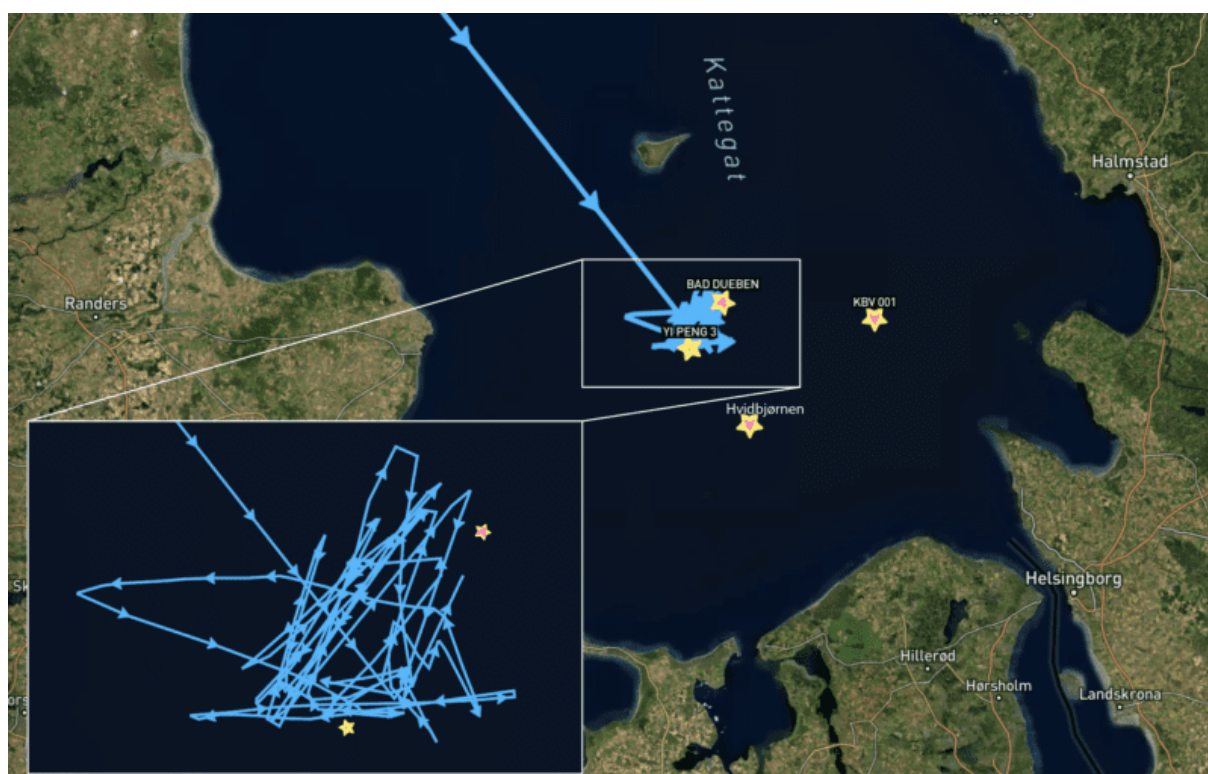 Kattegat
Halmstad
BAD DUEBEN
Randers
KBV 001
YI PENG 3
Hvidbjørnen
Helsingborg
Hillerød
Hørsholm
Landskrona